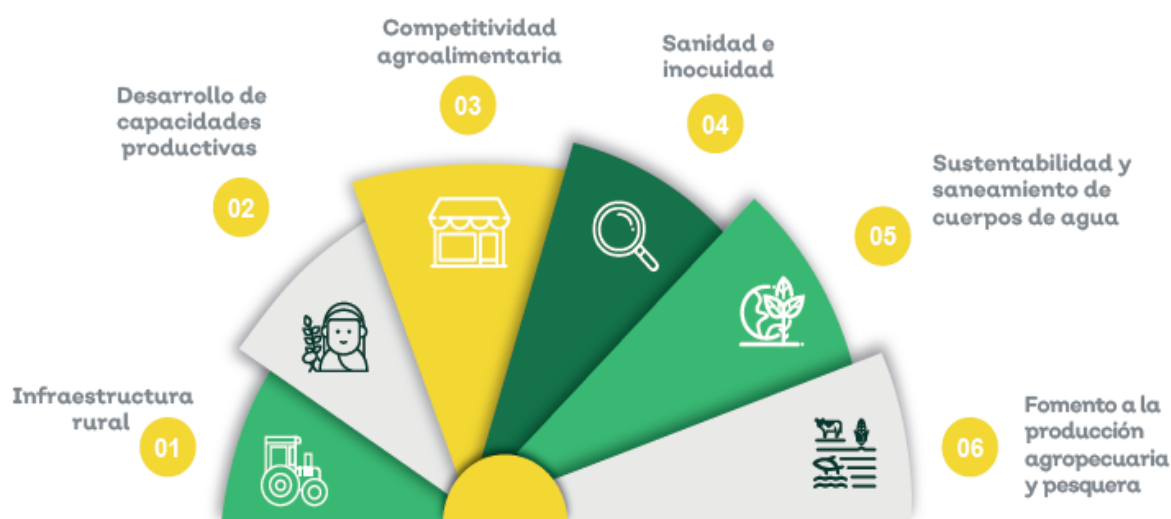 Infraestructura
rural
01
Desarrollo de
capacidades
productivas
02
Competitividad
agroalimentaria
03
Sanidad e
inocuidad
04
Sustentabilidad y
saneamiento de
cuerpos de agua
05
Fomento a la
producción
agropecuaria
y pesquera
06